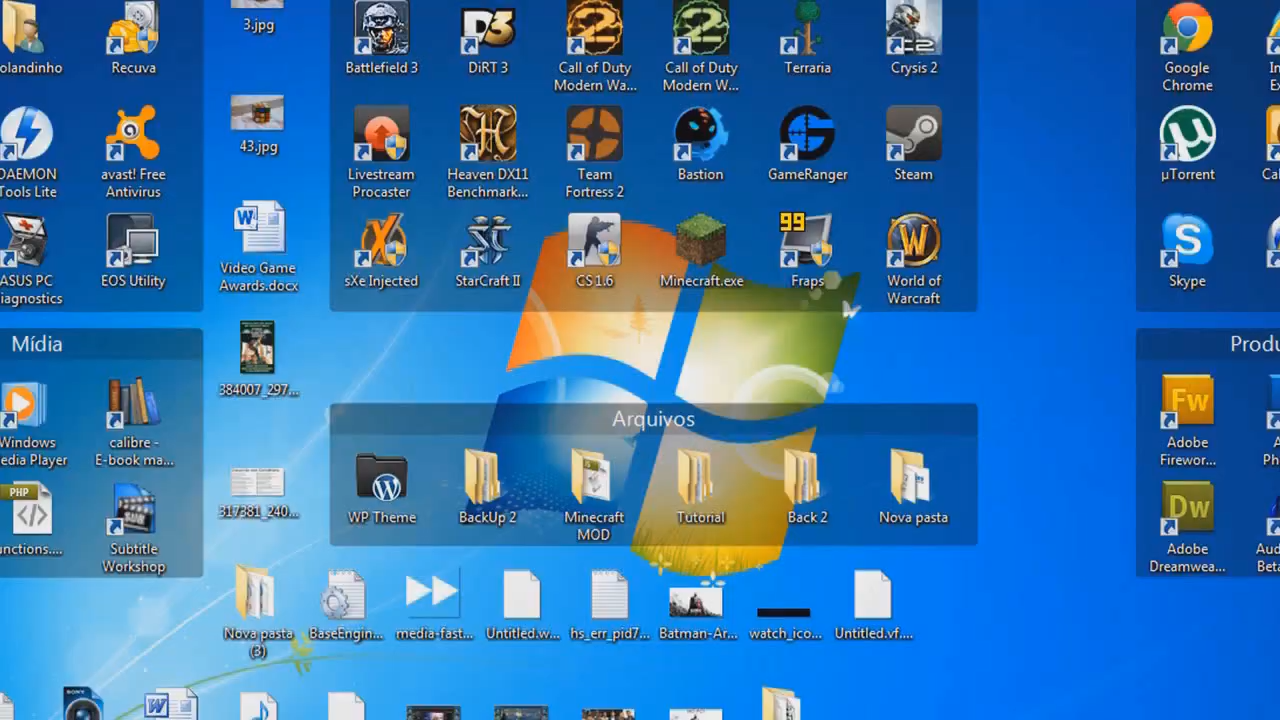 olandinho
Recuva
3.jpg
Battlefield 3
DiRT 3
Call of Duty
Modern Wa...
Call of Duty
Modern W...
Terraria
Crysis 2
Google
Chrome
DAEMON
Tools Lite
avast! Free
Antivirus
43.jpg
Livestream
Procaster
Heaven DX11
Benchmark...
Team
Fortress 2
Bastion
GameRanger
Steam
µTorrent
ASUS PC
iagnostics
EOS Utility
Video Game
Awards.docx
sXe Injected
StarCraft II
CS 1.6
Minecraft.exe
99
Fraps
World of
Warcraft
Skype
Mídia
384007_297...
Arquivos
Produ
Windows
edia Player
calibre -
E-book ma...
Fw
Adobe
Firewor...
317381_240...
WP Theme
BackUp 2
Minecraft
MOD
Tutorial
Back 2
Nova pasta
PHP
unctions....
Subtitle
Workshop
Dw
Adobe
Dreamwea...
Nova pasta
(3)
BaseEngin...
media-fast...
Untitled.w...
hs_err_pid7...
Batman-Ar...
watch_ico...
Untitled.vf....
SONY